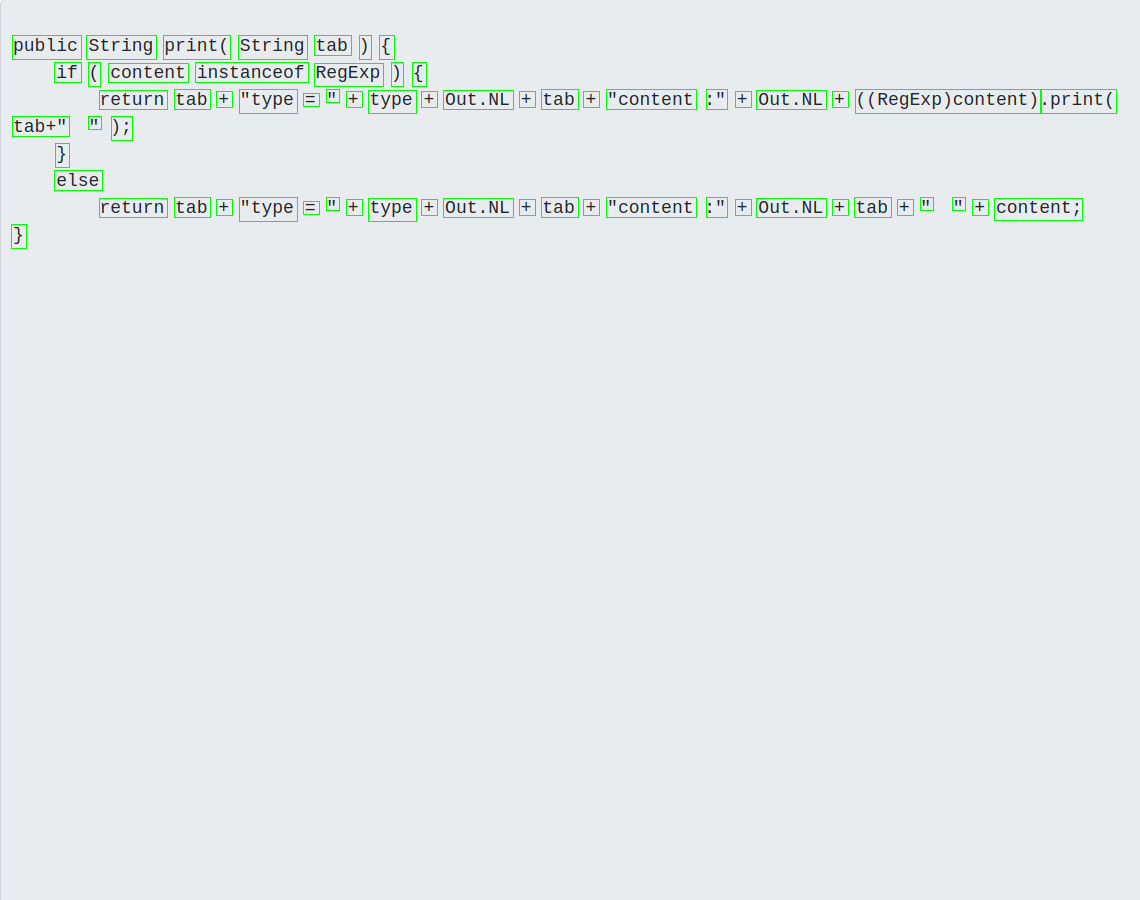 public String print( String tab ) {
    if ( content instanceof RegExp ) {
        return tab + "type = " + type + Out.NL + tab + "content :" + Out.NL + ((RegExp)content).print(
tab+"  " );
    }
    else
        return tab + "type = " + type + Out.NL + tab + "content :" + Out.NL + tab + "  " + content;
}